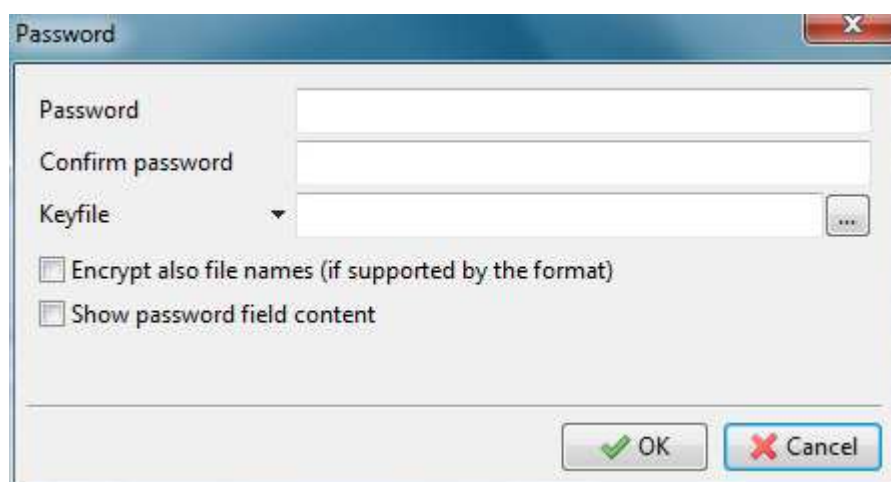 Password
Password
Confirm password
Keyfile
...
Encrypt also file names (if supported by the format)
Show password field content
OK
Cancel